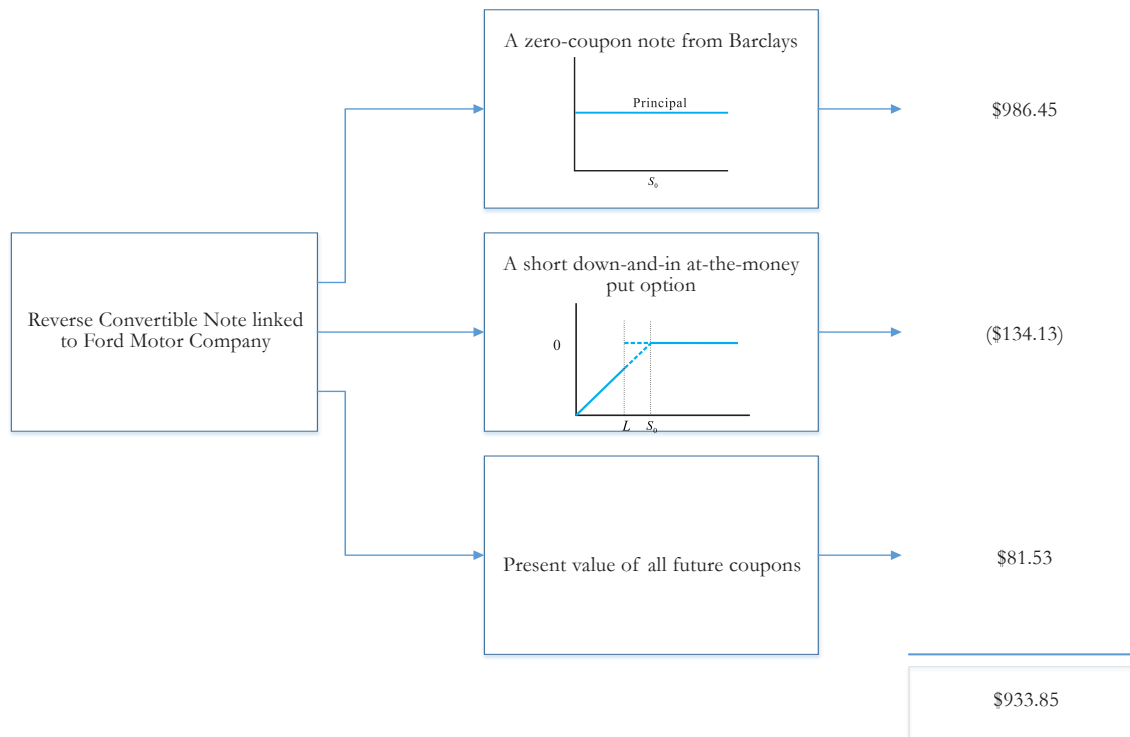 A zero-coupon note from Barclays
Principal
S₀
$986.45
Reverse Convertible Note linked
to Ford Motor Company
A short down-and-in at-the-money
put option
0
L S₀
($134.13)
Present value of all future coupons
$81.53
$933.85